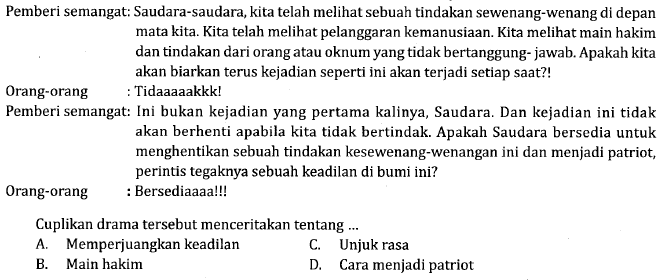 Pemberi semangat: Saudara-saudara, kita telah melihat sebuah tindakan sewenang-wenang di depan
mata kita. Kita telah melihat pelanggaran kemanusiaan. Kita melihat main hakim
dan tindakan dari orang atau oknum yang tidak bertanggung- jawab. Apakah kita
akan biarkan terus kejadian seperti ini akan terjadi setiap saat?!
Orang-orang : Tidaaaaakkk!
Pemberi semangat: Ini bukan kejadian yang pertama kalinya, Saudara. Dan kejadian ini tidak
akan berhenti apabila kita tidak bertindak. Apakah Saudara bersedia untuk
menghentikan sebuah tindakan kesewenang-wenangan ini dan menjadi patriot,
perintis tegaknya sebuah keadilan di bumi ini?
Orang-orang : Bersediaaaa!!!
Cuplikan drama tersebut menceritakan tentang ...
A. Memperjuangkan keadilan C. Unjuk rasa
B. Main hakim D. Cara menjadi patriot